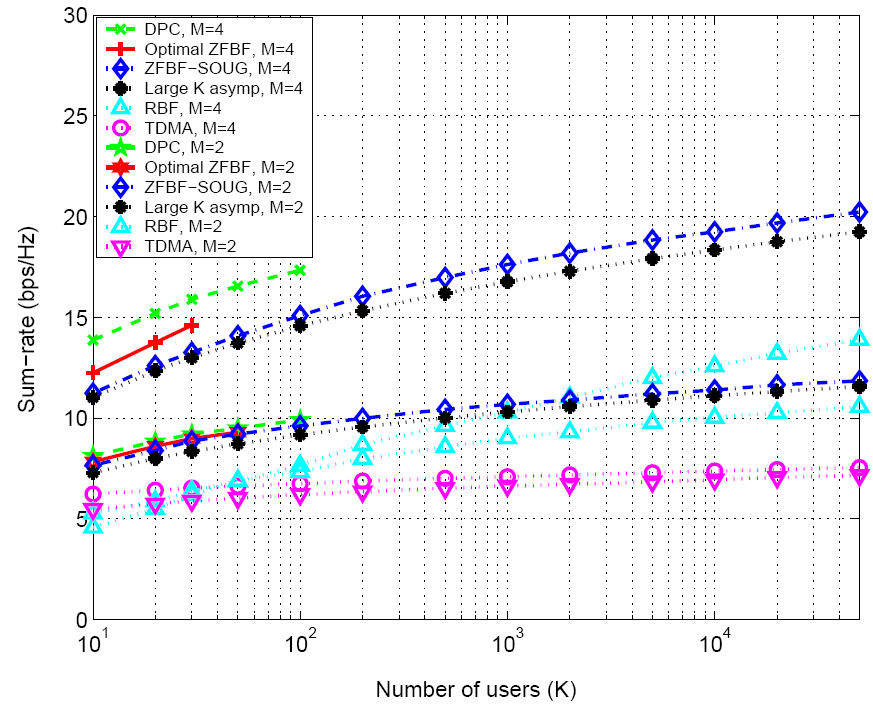 30
25
20
15
10
5
0
Sum−rate (bps/Hz)
DPC, M=4
Optimal ZFBF, M=4
ZFBF−SOUG, M=4
Large K asymp, M=4
RBF, M=4
TDMA, M=4
DPC, M=2
Optimal ZFBF, M=2
ZFBF−SOUG, M=2
Large K asymp, M=2
RBF, M=2
TDMA, M=2
10^1 10^2 10^3 10^4
Number of users (K)